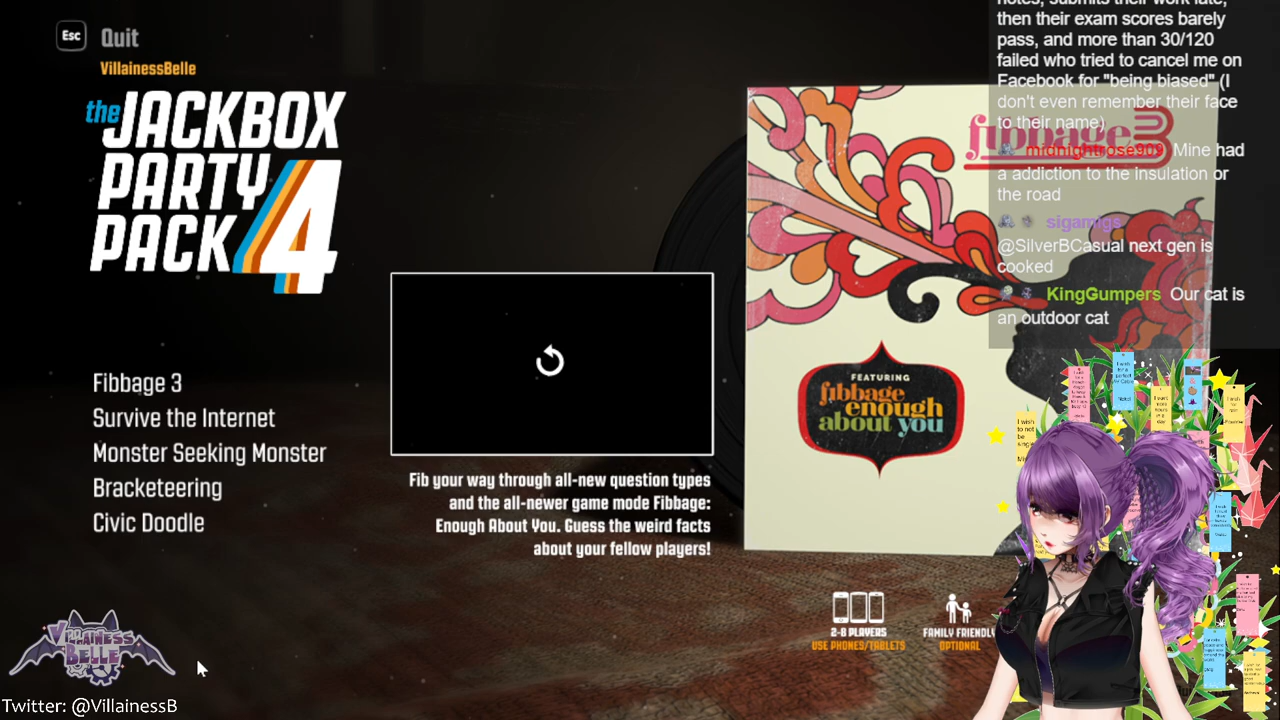 Esc Quit
VillainessBelle
the JACKBOX
PARTY
PACK 4
Fibbage 3
Survive the Internet
Monster Seeking Monster
Bracketeering
Civic Doodle
Fib your way through all-new question types
and the all-newer game mode Fibbage:
Enough About You. Guess the weird facts
about your fellow players!
fibbage 3
FEATURING
fibbage
enough
about you
2-8 PLAYERS
USE PHONES/TABLETS
FAMILY FRIENDLY
OPTIONAL
notes, submits their work late,
then their exam scores barely
pass, and more than 30/120
failed who tried to cancel me on
Facebook for "being biased" (I
don't even remember their face
to their name)
midnightrose909 Mine had
a addiction to the insulation or
the road
sigamigs
@SilverBCasual next gen is
cooked
KingGumpers Our cat is
an outdoor cat
I wish
to not
be
VILLAINESS
BELLE
Twitter: @VillainessB